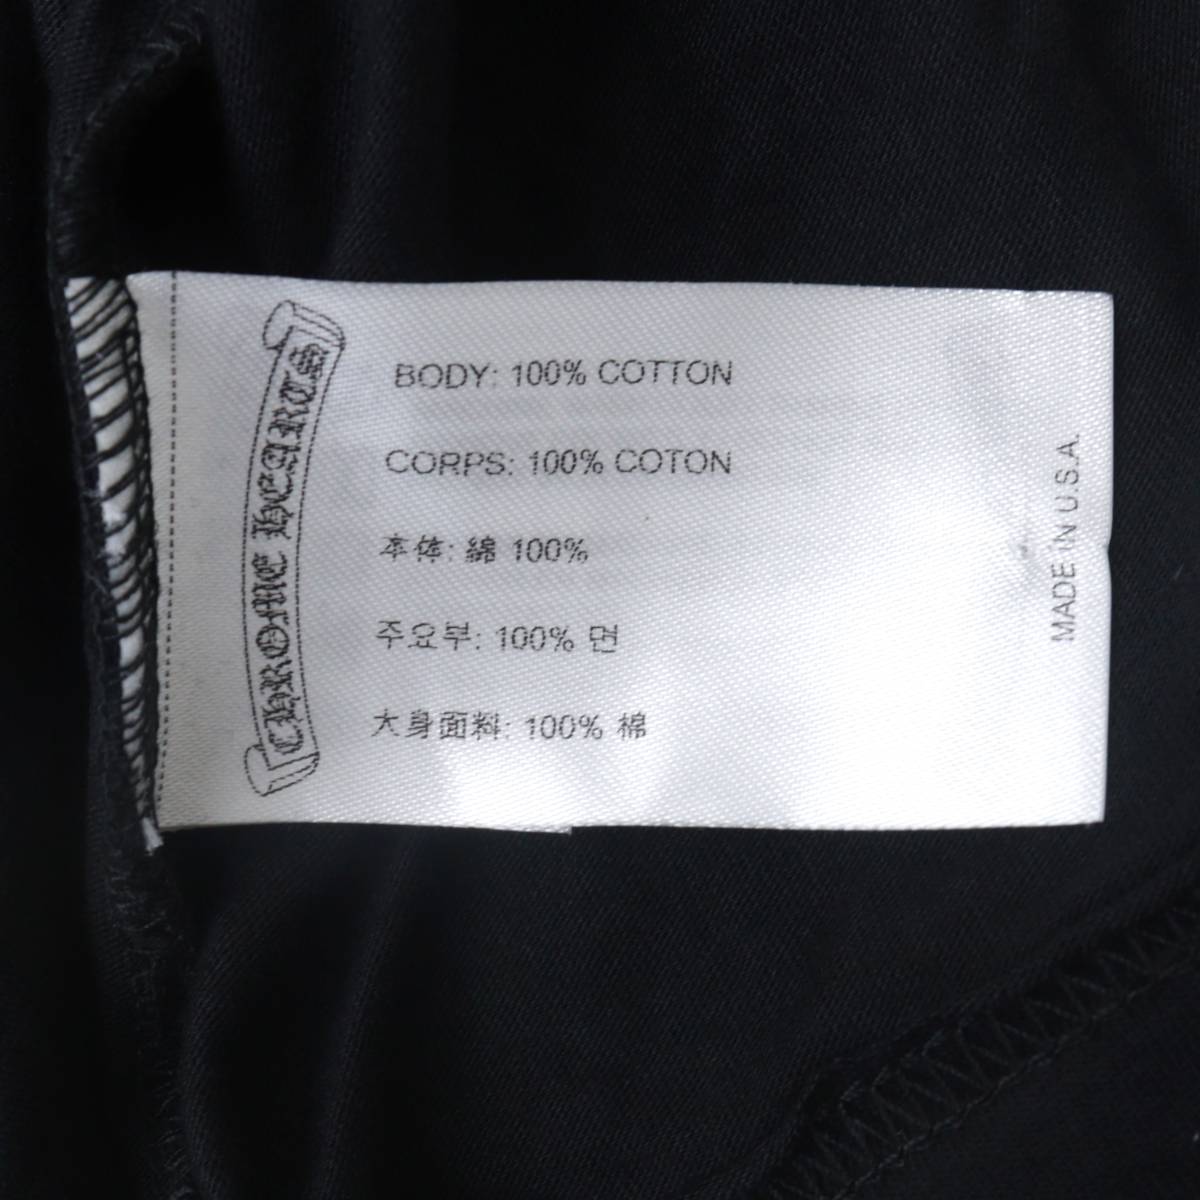 CHROME HEARTS
BODY: 100% COTTON
CORPS: 100% COTON
本体: 綿 100%
주요부: 100% 면
大身面料: 100% 棉
MADE IN U.S.A.